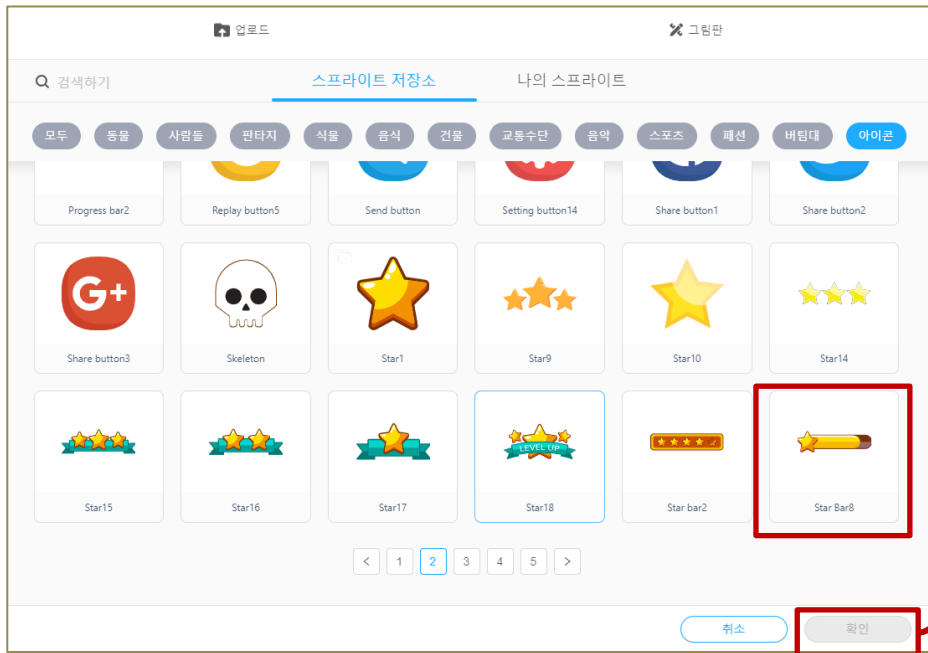 업로드
그림판
검색하기
스프라이트 저장소
나의 스프라이트
모두 동물 사람들 판타지 식물 음식 건물 교통수단 음악 스포츠 패션 버팀대 아이콘
Progress bar2
Replay button5
Send button
Setting button14
Share button1
Share button2
G+
Share button3
Skeleton
Star1
Star9
Star10
Star14
LEVEL UP
Star15
Star16
Star17
Star18
Star bar2
Star Bar8
< 1 2 3 4 5 >
취소
확인